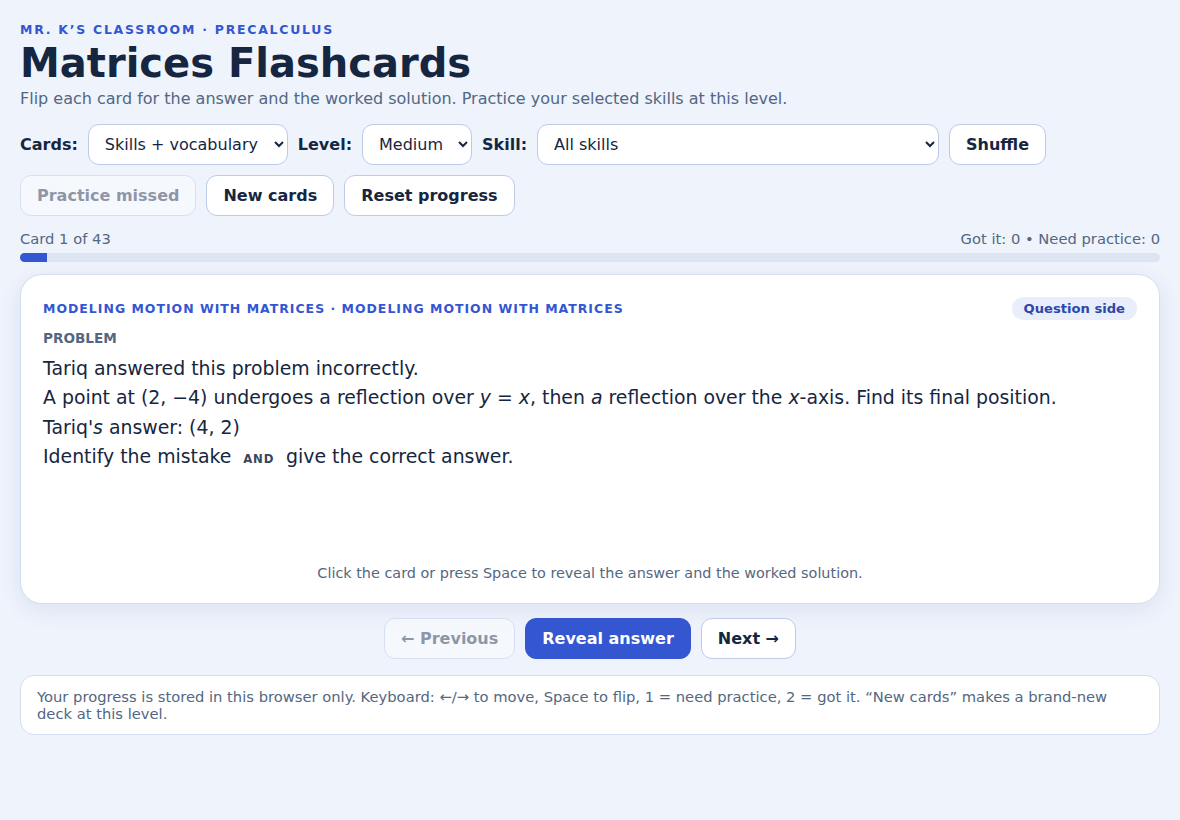 MR. K’S CLASSROOM · PRECALCULUS
Matrices Flashcards
Flip each card for the answer and the worked solution. Practice your selected skills at this level.
Cards: Skills + vocabulary Level: Medium Skill: All skills Shuffle
Practice missed New cards Reset progress
Card 1 of 43 Got it: 0 • Need practice: 0
MODELING MOTION WITH MATRICES · MODELING MOTION WITH MATRICES Question side
PROBLEM
Tariq answered this problem incorrectly.
A point at (2, −4) undergoes a reflection over y = x, then a reflection over the x-axis. Find its final position.
Tariq's answer: (4, 2)
Identify the mistake AND give the correct answer.
Click the card or press Space to reveal the answer and the worked solution.
← Previous Reveal answer Next →
Your progress is stored in this browser only. Keyboard: ←/→ to move, Space to flip, 1 = need practice, 2 = got it. “New cards” makes a brand-new
deck at this level.